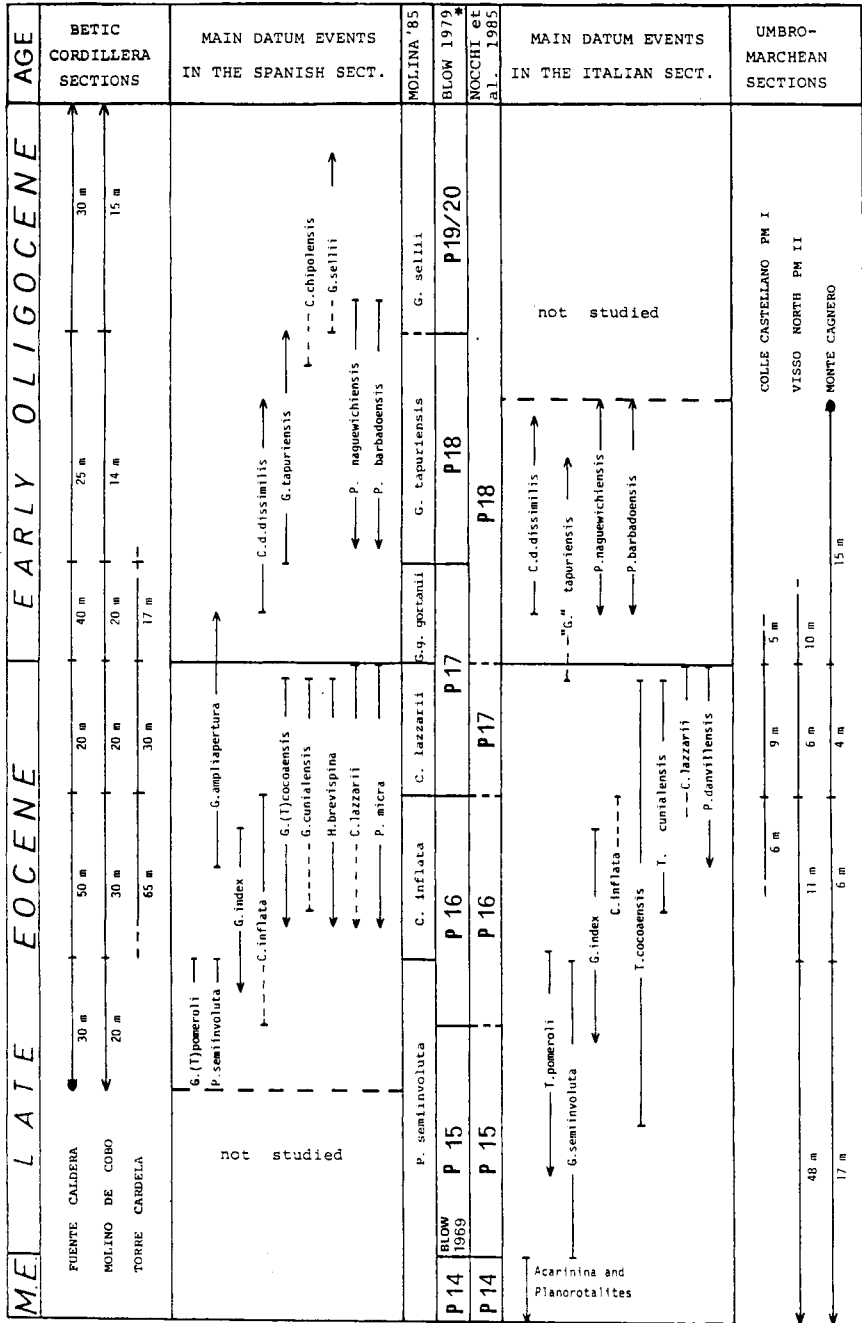 AGE
BETIC
CORDILLERA
SECTIONS
MAIN DATUM EVENTS
IN THE SPANISH SECT.
MOLINA '85
BLOW 1979 *
NOCCHI et
al. 1985
MAIN DATUM EVENTS
IN THE ITALIAN SECT.
UMBRO-
MARCHEAN
SECTIONS
EARLY OLIGOCENE
LATE EOCENE
M.E.
30 m
25 m
40 m
20 m
50 m
30 m
FUENTE CALDERA
15 m
14 m
20 m
20 m
30 m
20 m
MOLINO DE COBO
17 m
30 m
65 m
TORRE CARDELA
G.(T)pomeroli
P.semiinvoluta
G.ampliapertura
G.index
C.inflata
C.d.dissimilis
G.tapuriensis
G.(T)cocoaensis
C.chipolensis
G.cunialensis
G.sellii
H.brevispina
P. naguewichiensis
C.lazzarii
P. barbadoensis
P. micra
not studied
G. sellii
G. tapuriensis
G.g. gortanii
C. lazzarii
C. inflata
P. semiinvoluta
P19/20
P18
P17
P 16
P 15
BLOW
1969
P14
P18
P17
P16
P 15
P14
not studied
C.d.dissimilis
"G." tapuriensis
P.naguewichiensis
P.barbadoensis
T.pomeroli
G.semiinvoluta
G.index
C.inflata
T.cocoaensis
T. cunialensis
C.lazzarii
P.danvillensis
Acarinina and
Planorotalites
COLLE CASTELLANO PM I
5 m
9 m
6 m
VISSO NORTH PM II
10 m
6 m
11 m
48 m
MONTE CAGNERO
15 m
4 m
6 m
17 m